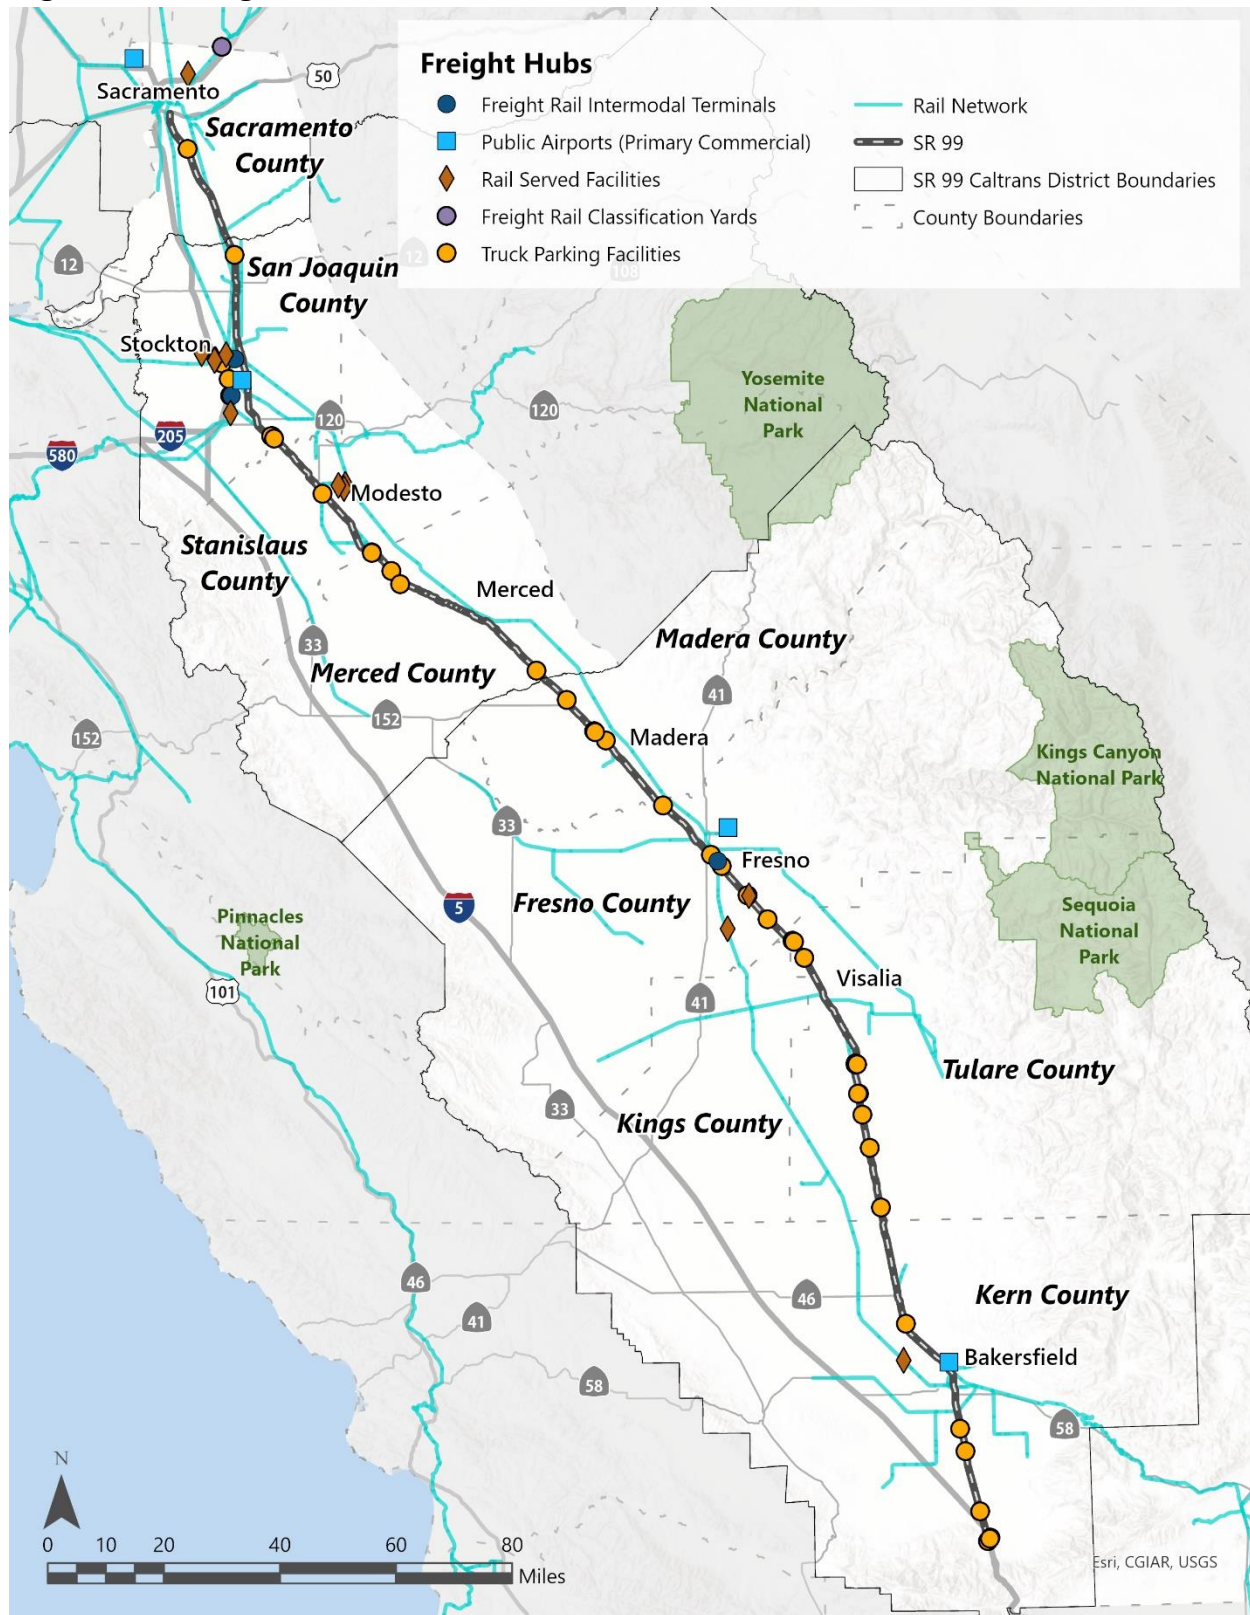 Freight Hubs
Freight Rail Intermodal Terminals
Public Airports (Primary Commercial)
Rail Served Facilities
Freight Rail Classification Yards
Truck Parking Facilities
Rail Network
SR 99
SR 99 Caltrans District Boundaries
County Boundaries
50
Sacramento
Sacramento
County
12
12
108
San Joaquin
County
Stockton
Yosemite
National
Park
120
120
205
580
Modesto
Stanislaus
County
Merced
Madera County
33
Merced County
41
152
152
Madera
Kings Canyon
National Park
33
Fresno
Fresno County
5
Sequoia
National
Park
Pinnacles
National
Park
Visalia
101
41
Tulare County
33
Kings County
46
46
Kern County
41
Bakersfield
58
58
N
0 20 40 60 80
Miles
Esri, CGIAR, USGS